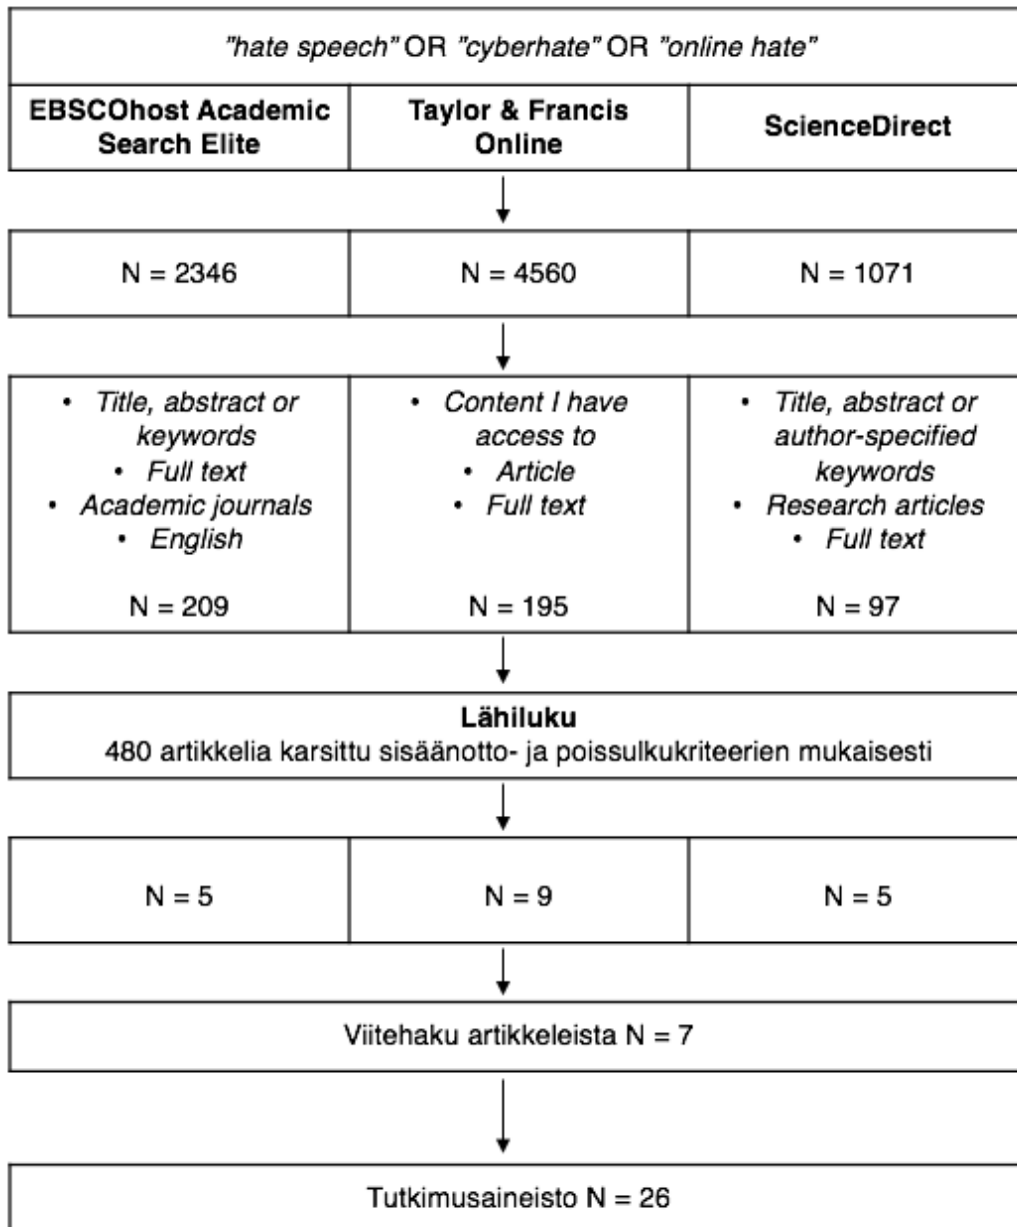 ”hate speech” OR ”cyberhate” OR ”online hate”
EBSCOhost Academic
Search Elite
Taylor & Francis
Online
ScienceDirect
N = 2346
N = 4560
N = 1071
• Title, abstract or
keywords
• Full text
• Academic journals
• English
N = 209
• Content I have
access to
• Article
• Full text
N = 195
• Title, abstract or
author-specified
keywords
• Research articles
• Full text
N = 97
Lähiluku
480 artikkelia karsittu sisäänotto- ja poissulkukriteerien mukaisesti
N = 5
N = 9
N = 5
Viitehaku artikkeleista N = 7
Tutkimusaineisto N = 26